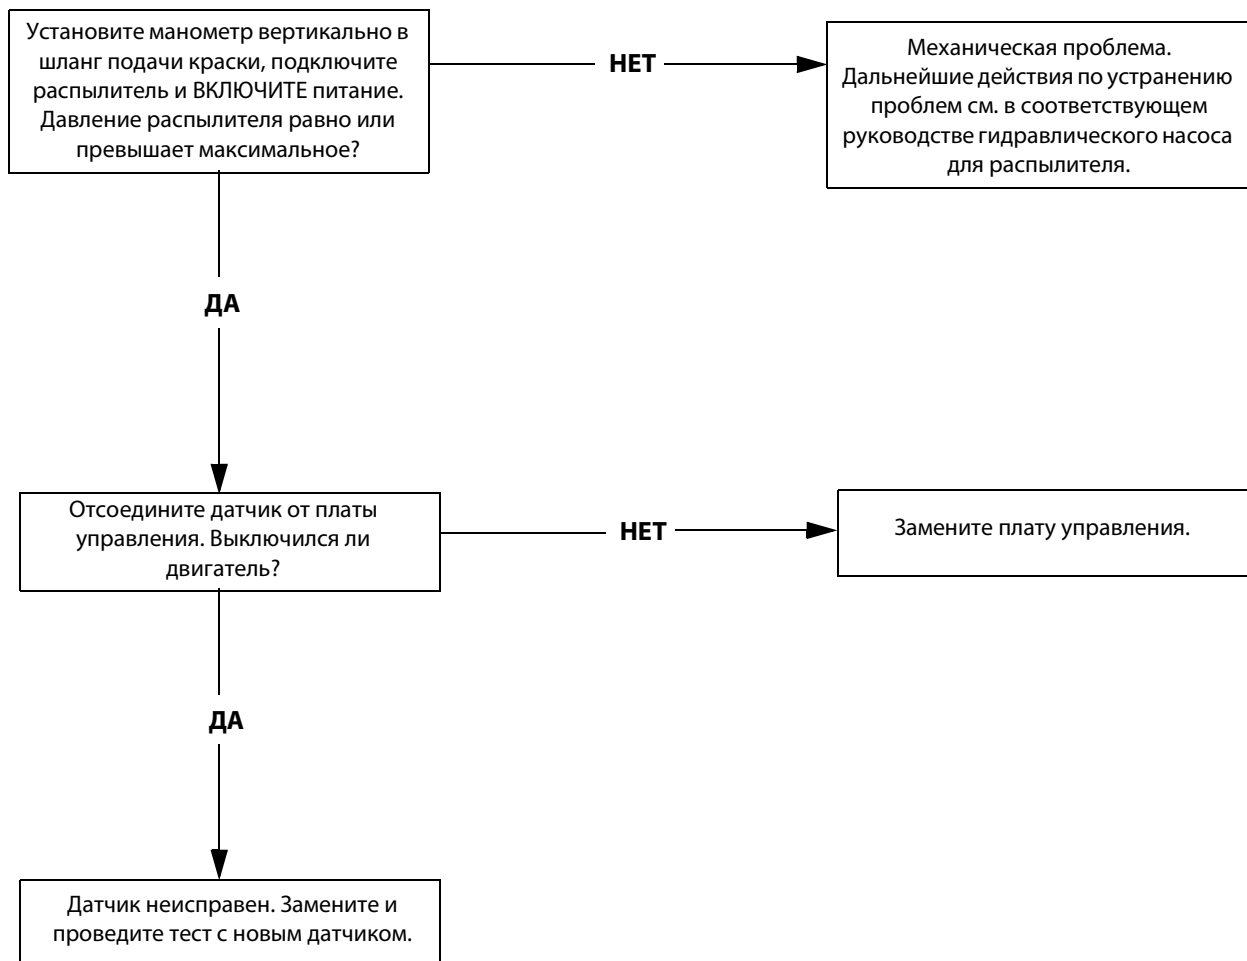 Установите манометр вертикально в
шланг подачи краски, подключите
распылитель и ВКЛЮЧИТЕ питание.
Давление распылителя равно или
превышает максимальное?
НЕТ
Механическая проблема.
Дальнейшие действия по устранению
проблем см. в соответствующем
руководстве гидравлического насоса
для распылителя.
ДА
Отсоедините датчик от платы
управления. Выключился ли
двигатель?
НЕТ
Замените плату управления.
ДА
Датчик неисправен. Замените и
проведите тест с новым датчиком.